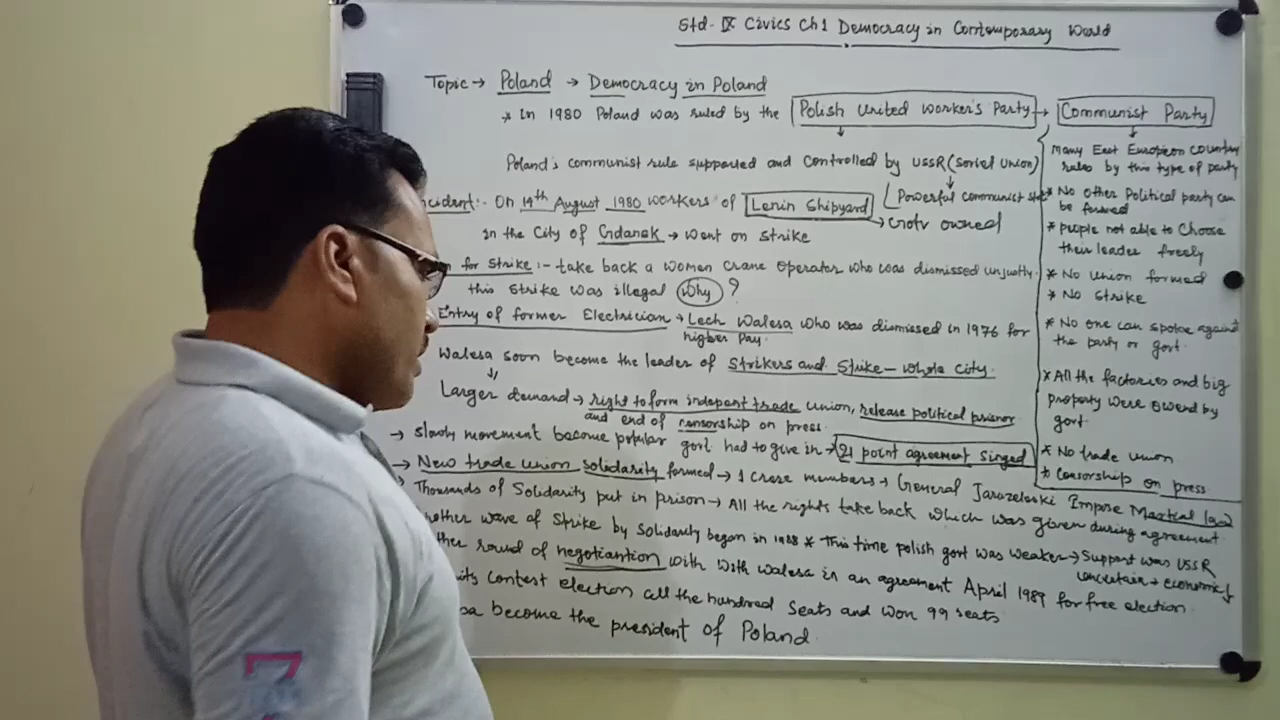 Std- IX Civics Ch1 Democracy in Contemporary World
Topic → Poland → Democracy in Poland
* In 1980 Poland was ruled by the Polish United Worker's Party → Communist Party
Poland's communist rule supported and controlled by USSR (soviet union)
Powerful communist state
cident:- On 14th August 1980 workers of Lenin Shipyard → Govt owned
in the City of Gdansk → went on strike
for strike:- take back a women crane operator who was dismissed unjustly.
this strike was illegal Why ?
Entry of former Electrician → Lech Walesa who was dismissed in 1976 for
higher pay.
Walesa soon become the leader of strikers and strike - whole city.
Larger demand → right to form indepent trade union, release political prisnor
and end of censorship on press.
→ Slowly movement become popular govt had to give in → 21 point agreement singed
→ New trade union solidarity formed → 1 crore members → General Jaruzelski Impose Martial law
Thousands of Solidarity put in prison → All the rights take back which was given during agreement.
nother wave of strike by solidarity began in 1988 * This time polish govt was weaker → Support was USSR
uncertain + economic↓
ther round of negotiantion with with walesa in an agreement April 1989 for free election.
its contest election all the hundred seats and won 99 seats
sa become the president of Poland.
Many East European country
rules by this type of party
* No other Political party can
be formed
* people not able to choose
their leader freely
* No union formed
* No strike
* No one can spoke against
the party or govt.
* All the factories and big
property were owerd by
govt.
* No trade union
* Censorship on press